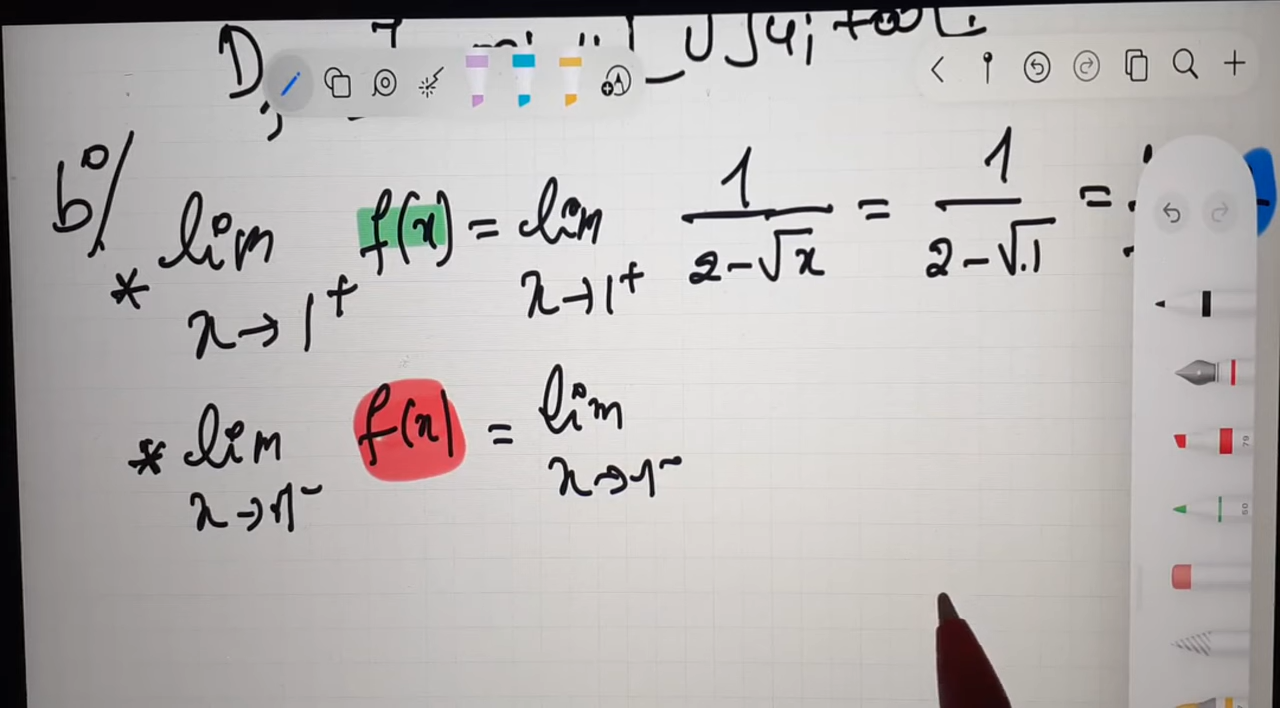 b°/
* lim x→1⁺ f(x) = lim x→1⁺ 1/(2-√x) = 1/(2-√1) =
* lim x→1⁻ f(x) = lim x→1⁻